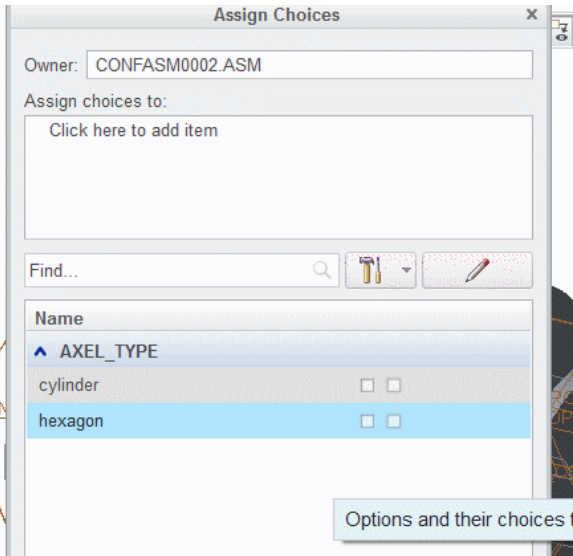 Assign Choices
x
Owner: CONFASM0002.ASM
Assign choices to:
Click here to add item
Find...
Name
AXEL_TYPE
cylinder
hexagon
Options and their choices